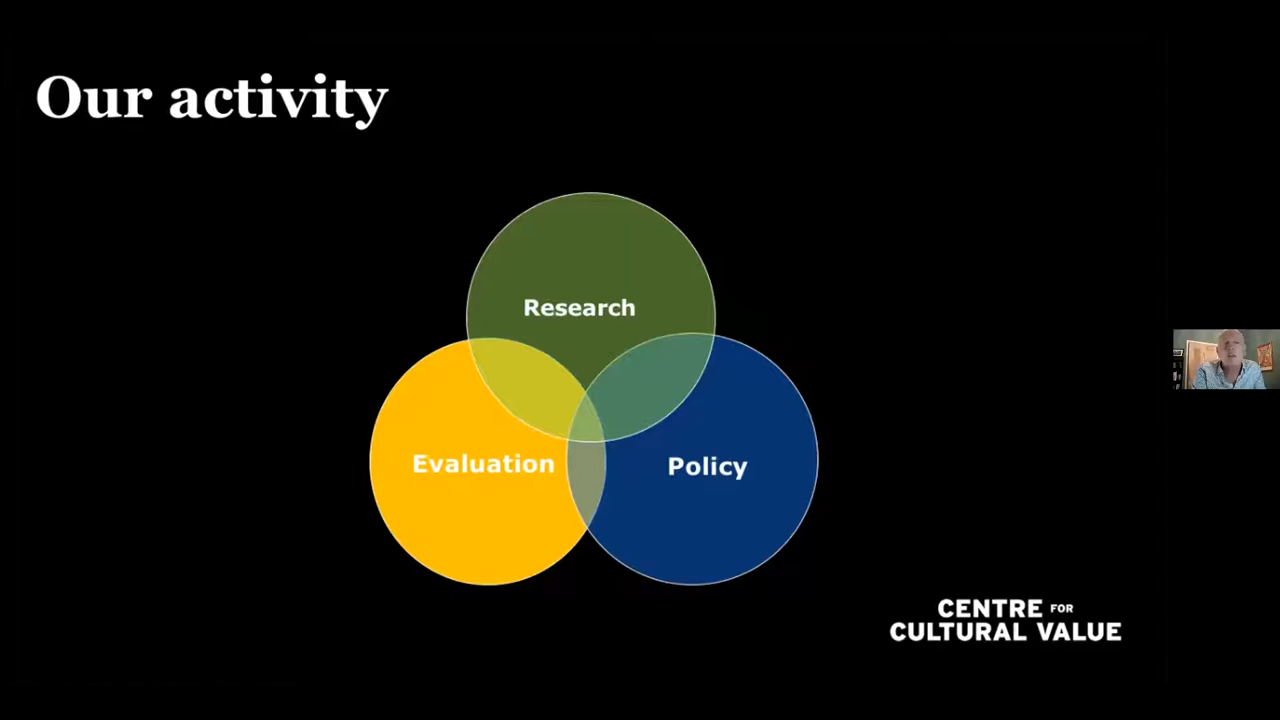 Our activity
Research
Evaluation
Policy
CENTRE FOR
CULTURAL VALUE